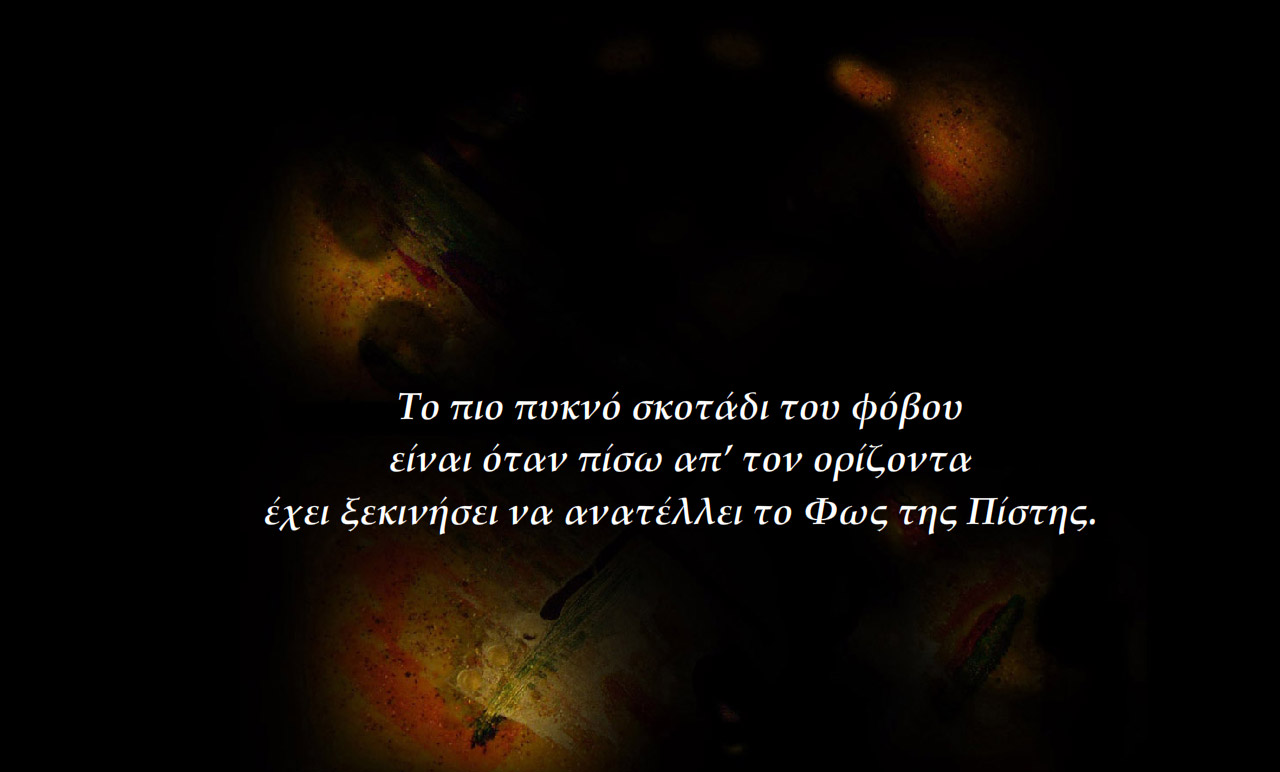 Το πιο πυκνό σκοτάδι του φόβου
είναι όταν πίσω απ’ τον ορίζοντα
έχει ξεκινήσει να ανατέλλει το Φως της Πίστης.